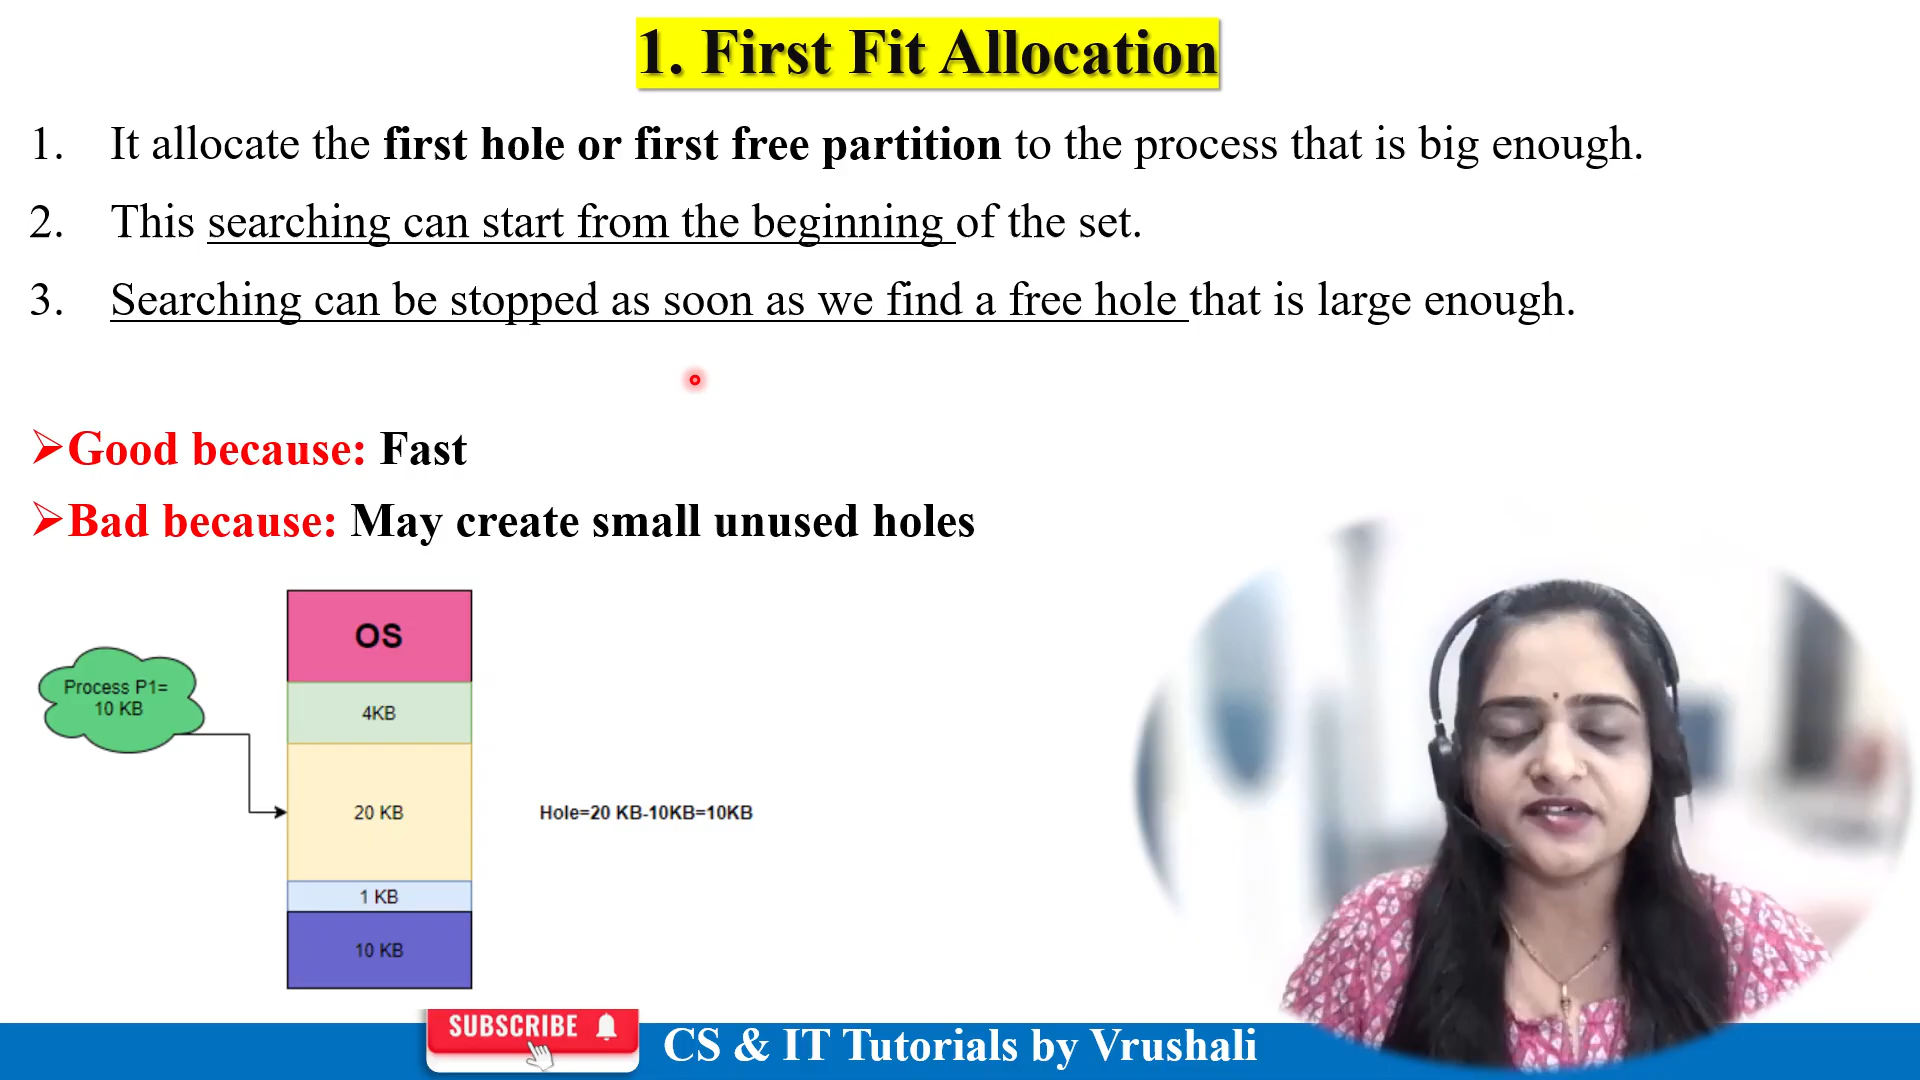 1. First Fit Allocation
1. It allocate the first hole or first free partition to the process that is big enough.
2. This searching can start from the beginning of the set.
3. Searching can be stopped as soon as we find a free hole that is large enough.
➢Good because: Fast
➢Bad because: May create small unused holes
OS
Process P1=
10 KB
4KB
20 KB
Hole=20 KB-10KB=10KB
1 KB
10 KB
SUBSCRIBE
CS & IT Tutorials by Vrushali